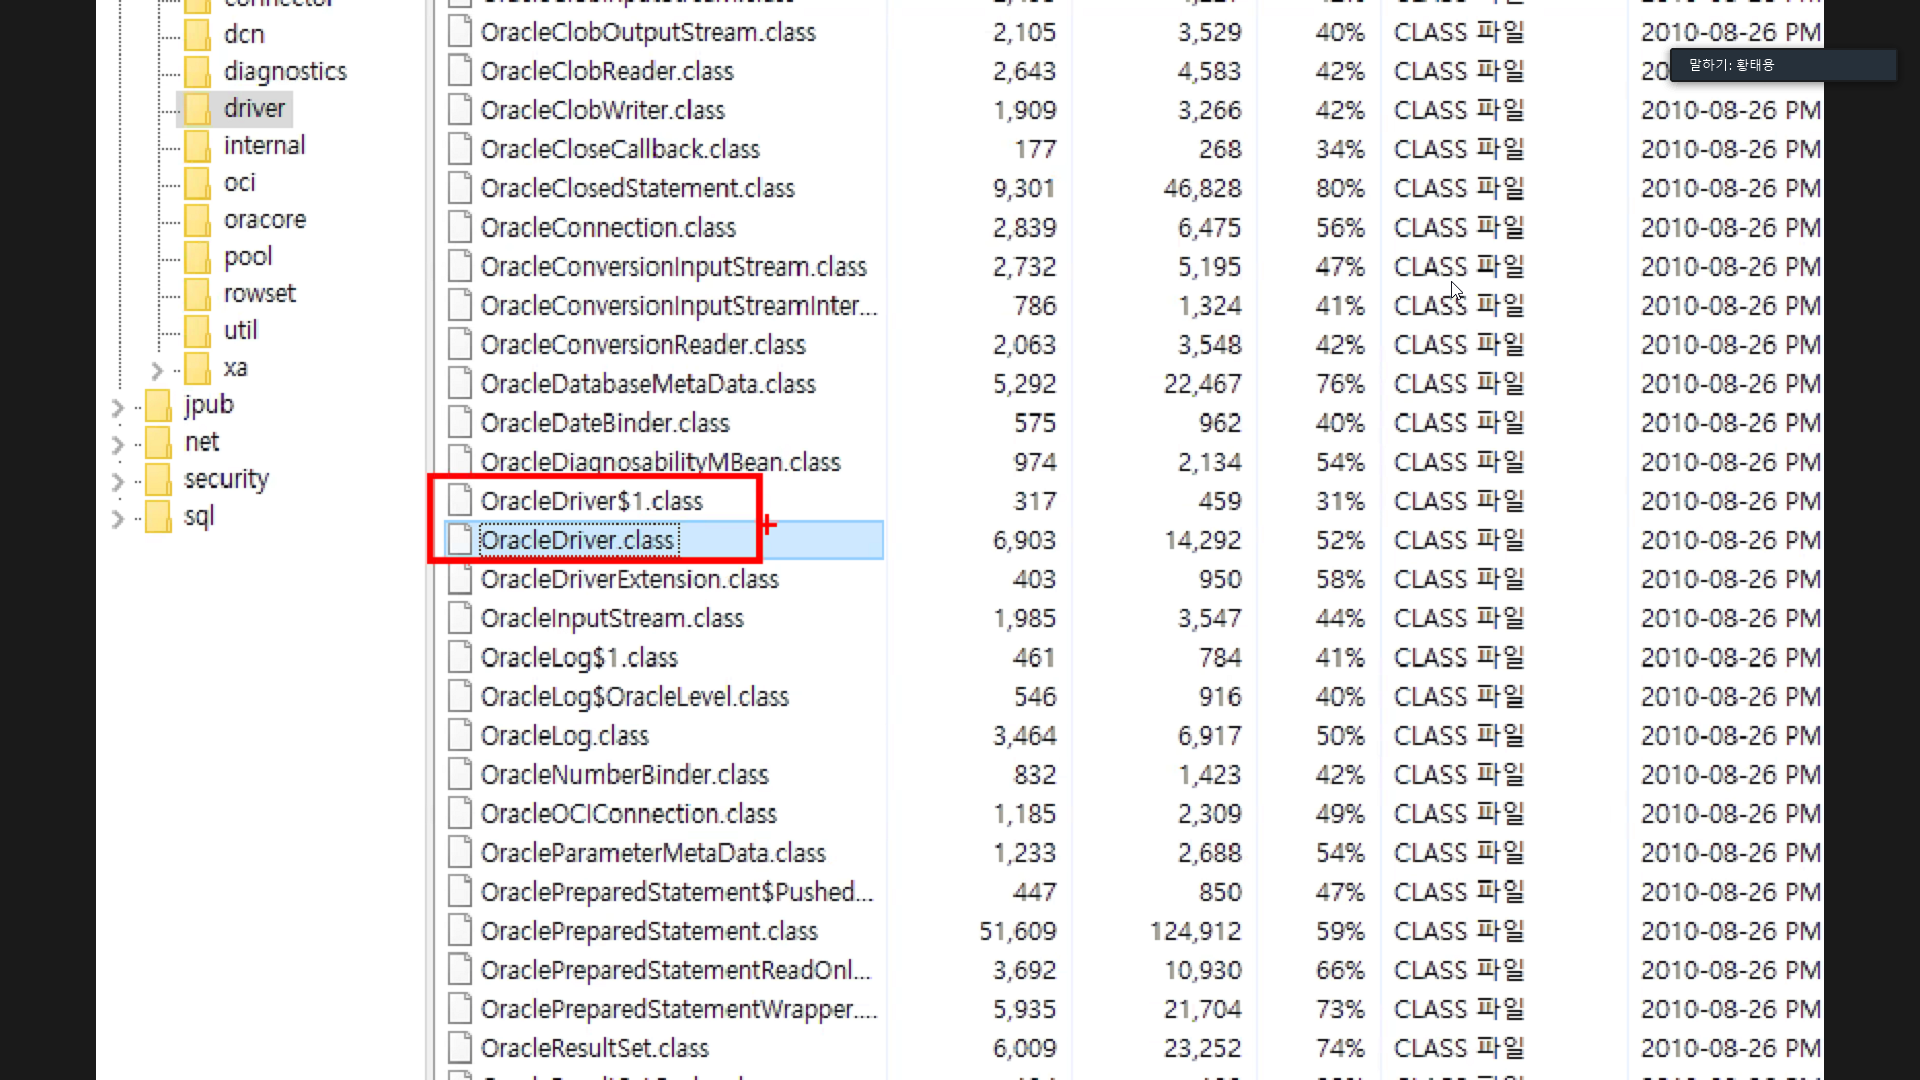 connector
dcn
diagnostics
driver
internal
oci
oracore
pool
rowset
util
xa
jpub
net
security
sql
OracleClobOutputStream.class 2,105 3,529 40% CLASS 파일 2010-08-26 PM
말하기: 황태용
OracleClobReader.class 2,643 4,583 42% CLASS 파일 20
OracleClobWriter.class 1,909 3,266 42% CLASS 파일 2010-08-26 PM
OracleCloseCallback.class 177 268 34% CLASS 파일 2010-08-26 PM
OracleClosedStatement.class 9,301 46,828 80% CLASS 파일 2010-08-26 PM
OracleConnection.class 2,839 6,475 56% CLASS 파일 2010-08-26 PM
OracleConversionInputStream.class 2,732 5,195 47% CLASS 파일 2010-08-26 PM
OracleConversionInputStreamInter... 786 1,324 41% CLASS 파일 2010-08-26 PM
OracleConversionReader.class 2,063 3,548 42% CLASS 파일 2010-08-26 PM
OracleDatabaseMetaData.class 5,292 22,467 76% CLASS 파일 2010-08-26 PM
OracleDateBinder.class 575 962 40% CLASS 파일 2010-08-26 PM
OracleDiagnosabilityMBean.class 974 2,134 54% CLASS 파일 2010-08-26 PM
OracleDriver$1.class 317 459 31% CLASS 파일 2010-08-26 PM
OracleDriver.class 6,903 14,292 52% CLASS 파일 2010-08-26 PM
OracleDriverExtension.class 403 950 58% CLASS 파일 2010-08-26 PM
OracleInputStream.class 1,985 3,547 44% CLASS 파일 2010-08-26 PM
OracleLog$1.class 461 784 41% CLASS 파일 2010-08-26 PM
OracleLog$OracleLevel.class 546 916 40% CLASS 파일 2010-08-26 PM
OracleLog.class 3,464 6,917 50% CLASS 파일 2010-08-26 PM
OracleNumberBinder.class 832 1,423 42% CLASS 파일 2010-08-26 PM
OracleOCIConnection.class 1,185 2,309 49% CLASS 파일 2010-08-26 PM
OracleParameterMetaData.class 1,233 2,688 54% CLASS 파일 2010-08-26 PM
OraclePreparedStatement$Pushed... 447 850 47% CLASS 파일 2010-08-26 PM
OraclePreparedStatement.class 51,609 124,912 59% CLASS 파일 2010-08-26 PM
OraclePreparedStatementReadOnl... 3,692 10,930 66% CLASS 파일 2010-08-26 PM
OraclePreparedStatementWrapper.... 5,935 21,704 73% CLASS 파일 2010-08-26 PM
OracleResultSet.class 6,009 23,252 74% CLASS 파일 2010-08-26 PM